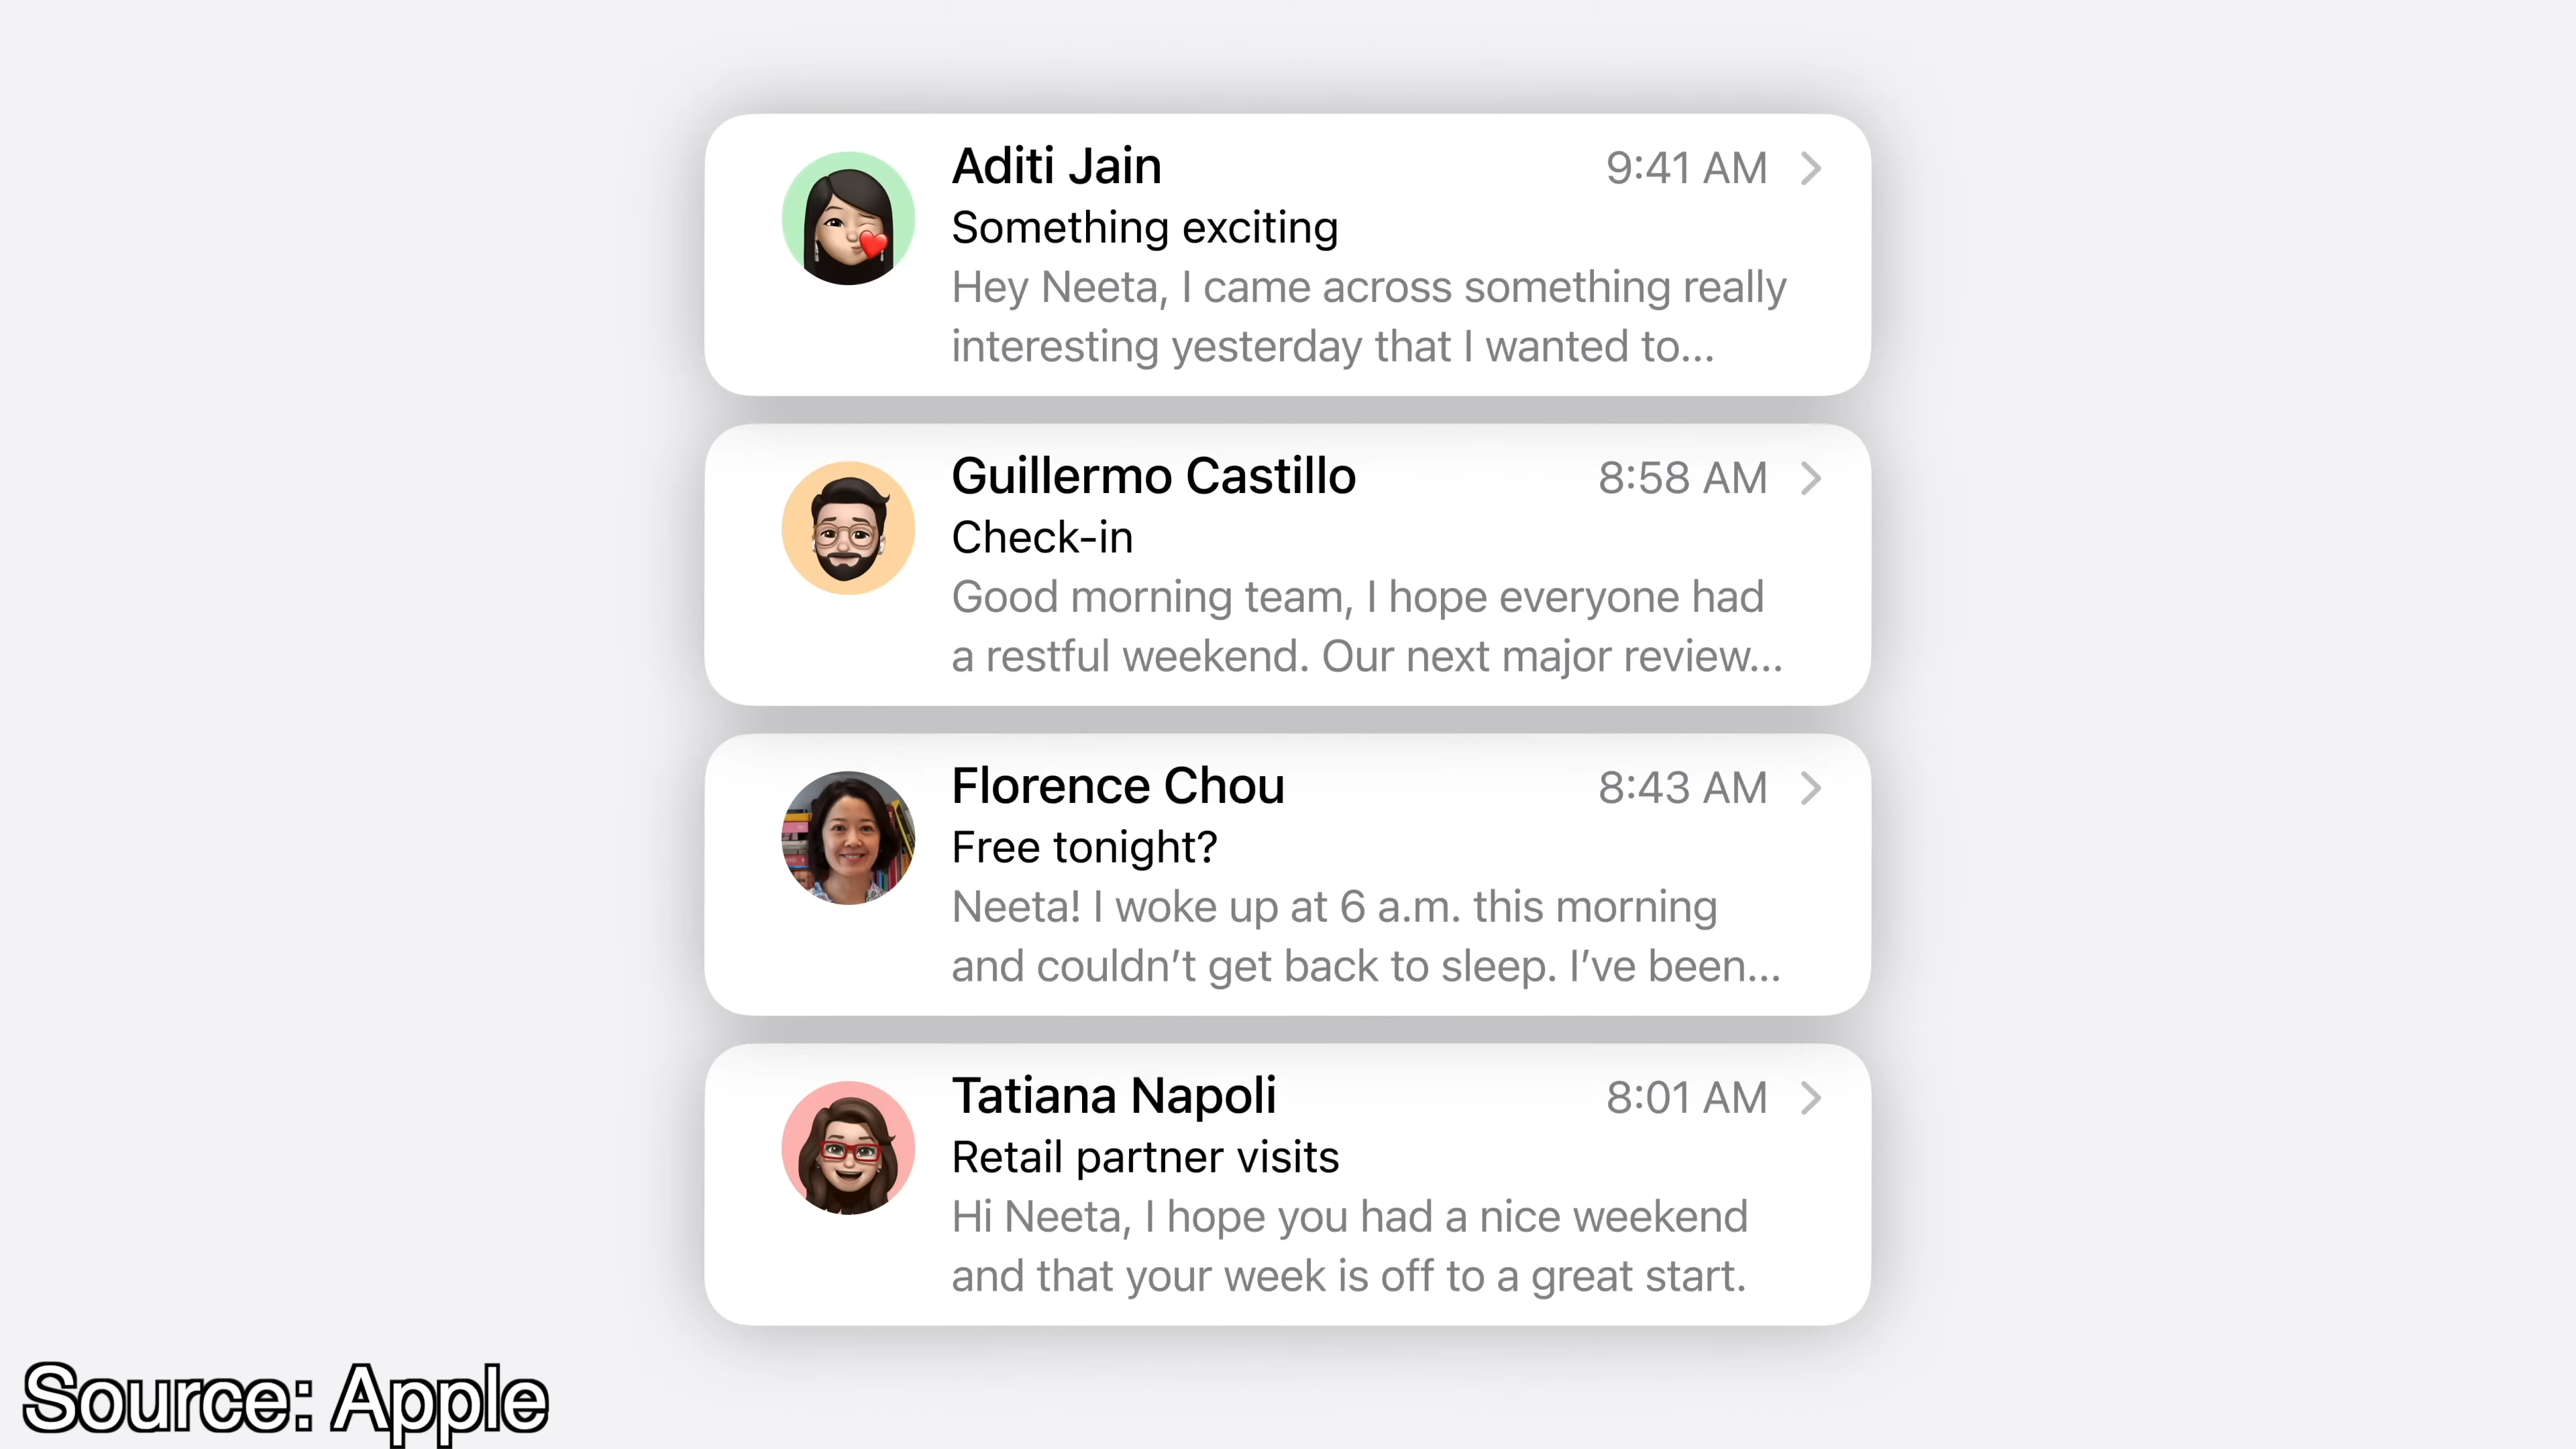 Aditi Jain 9:41 AM
Something exciting
Hey Neeta, I came across something really
interesting yesterday that I wanted to...
Guillermo Castillo 8:58 AM
Check-in
Good morning team, I hope everyone had
a restful weekend. Our next major review...
Florence Chou 8:43 AM
Free tonight?
Neeta! I woke up at 6 a.m. this morning
and couldn’t get back to sleep. I’ve been...
Tatiana Napoli 8:01 AM
Retail partner visits
Hi Neeta, I hope you had a nice weekend
and that your week is off to a great start.
Source: Apple